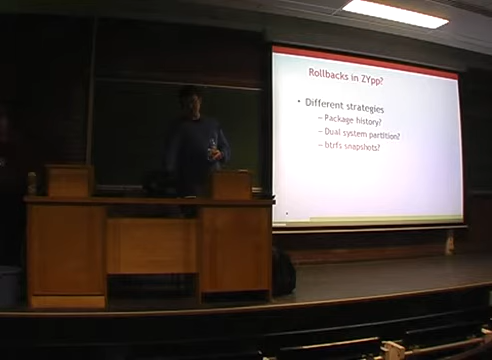 Rollbacks in ZYpp?
• Different strategies
– Package history?
– Dual system partition?
– btrfs snapshots?